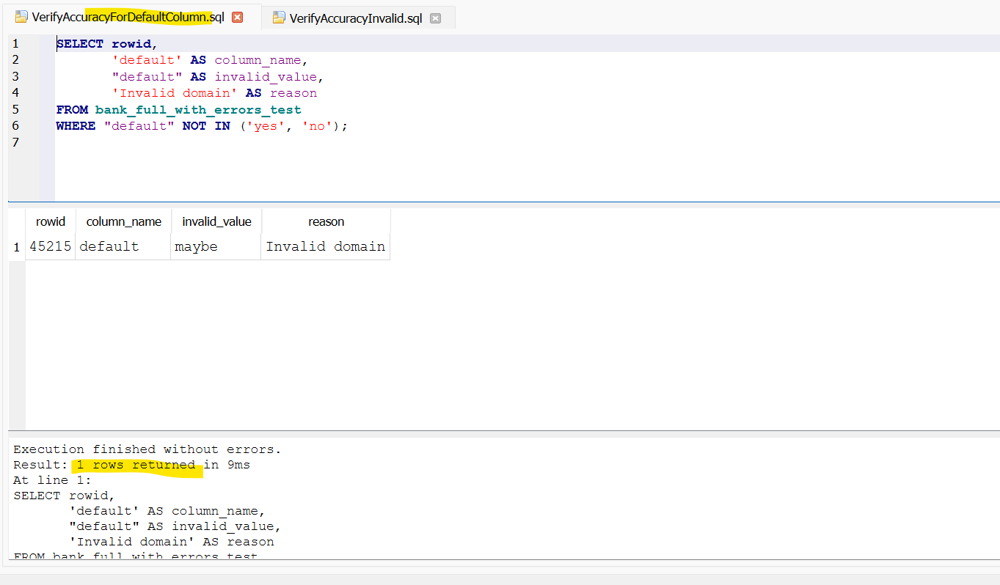 VerifyAccuracyForDefaultColumn.sql VerifyAccuracyInvalid.sql
1 SELECT rowid,
2 'default' AS column_name,
3 "default" AS invalid_value,
4 'Invalid domain' AS reason
5 FROM bank_full_with_errors_test
6 WHERE "default" NOT IN ('yes', 'no');
7
rowid column_name invalid_value reason
1 45215 default maybe Invalid domain
Execution finished without errors.
Result: 1 rows returned in 9ms
At line 1:
SELECT rowid,
'default' AS column_name,
"default" AS invalid_value,
'Invalid domain' AS reason
FROM bank_full_with_errors_test